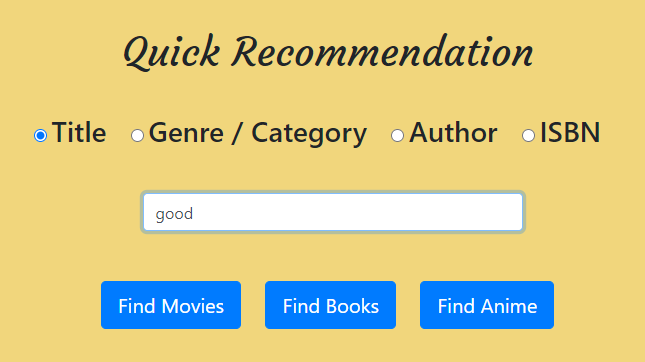 Quick Recommendation
Title Genre / Category Author ISBN
good
Find Movies Find Books Find Anime